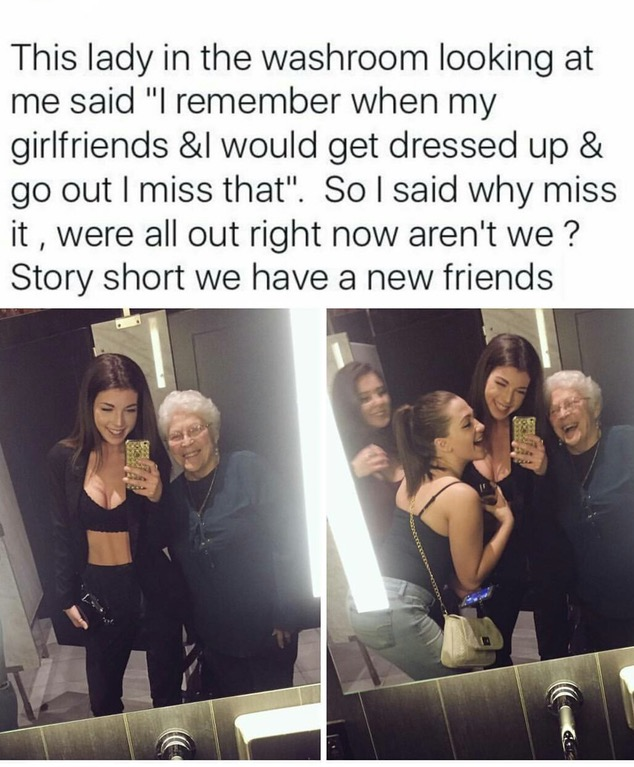 This lady in the washroom looking at
me said "I remember when my
girlfriends &I would get dressed up &
go out I miss that".  So I said why miss
it , were all out right now aren't we ?
Story short we have a new friends